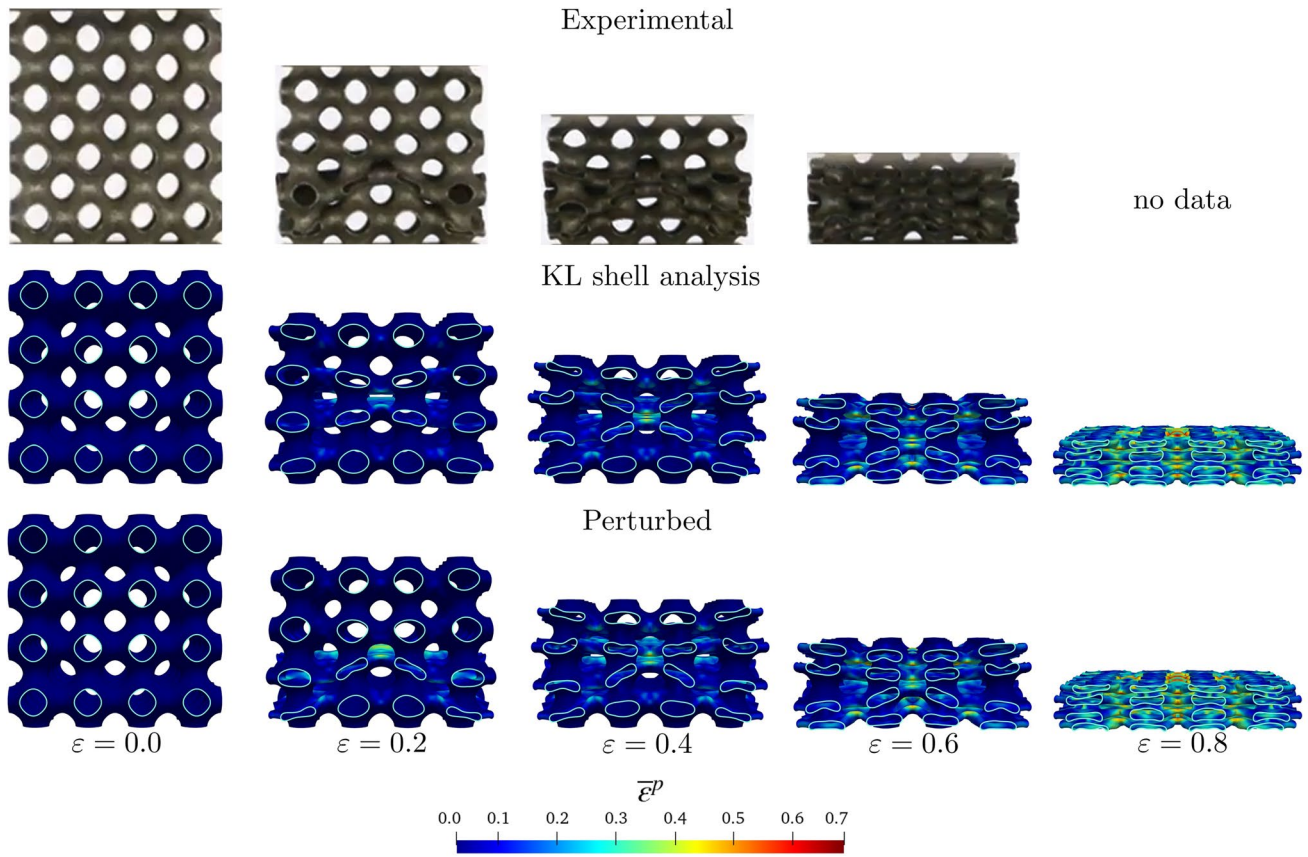 Experimental
no data
KL shell analysis
Perturbed
ε = 0.0 ε = 0.2 ε = 0.4 ε = 0.6 ε = 0.8
ε̅ᵖ
0.0 0.1 0.2 0.3 0.4 0.5 0.6 0.7